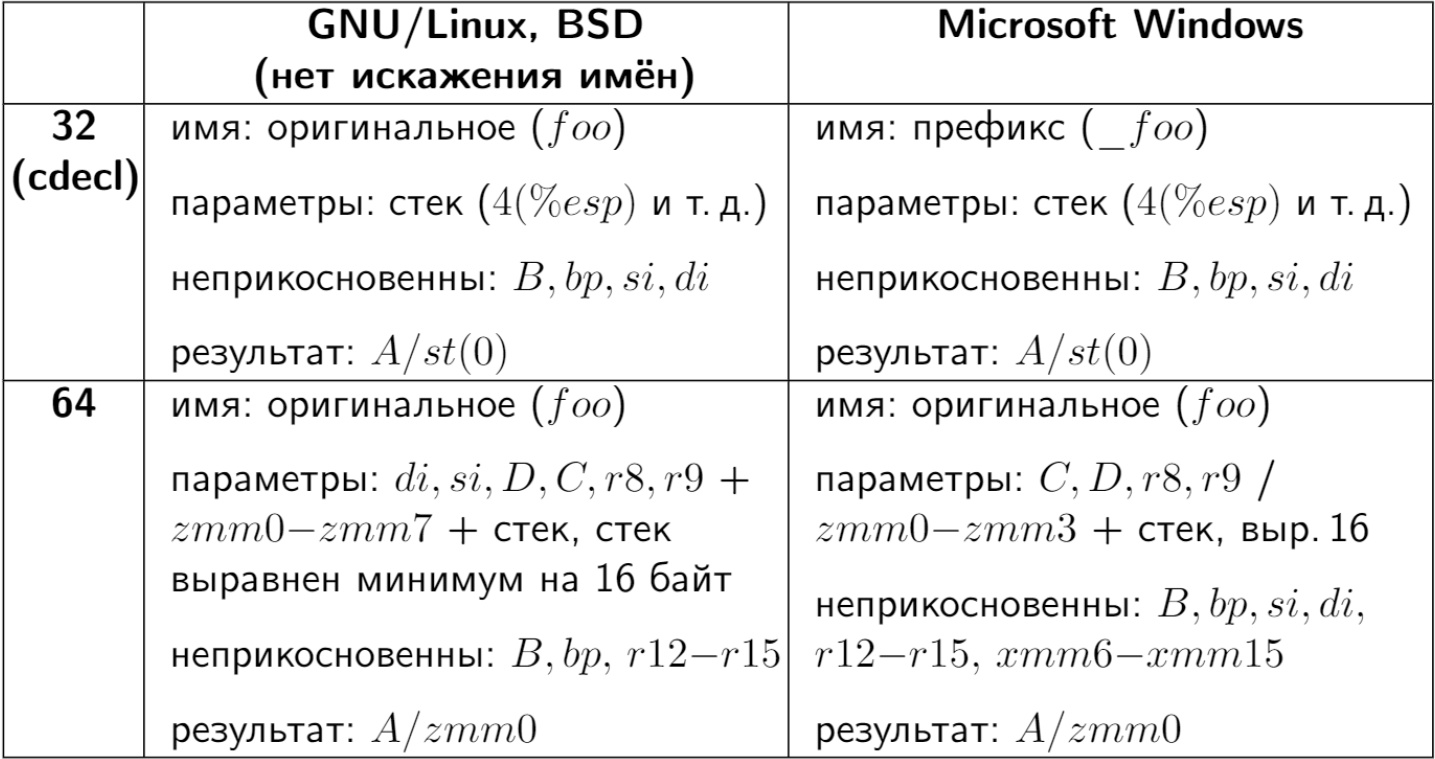 GNU/Linux, BSD
(нет искажения имён)
Microsoft Windows
32
(cdecl)
имя: оригинальное (foo)
параметры: стек (4(%esp) и т. д.)
неприкосновенны: B, bp, si, di
результат: A/st(0)
имя: префикс (_foo)
параметры: стек (4(%esp) и т. д.)
неприкосновенны: B, bp, si, di
результат: A/st(0)
64
имя: оригинальное (foo)
параметры: di, si, D, C, r8, r9 +
zmm0−zmm7 + стек, стек
выравнен минимум на 16 байт
неприкосновенны: B, bp, r12−r15
результат: A/zmm0
имя: оригинальное (foo)
параметры: C, D, r8, r9 /
zmm0−zmm3 + стек, выр. 16
неприкосновенны: B, bp, si, di,
r12−r15, xmm6−xmm15
результат: A/zmm0